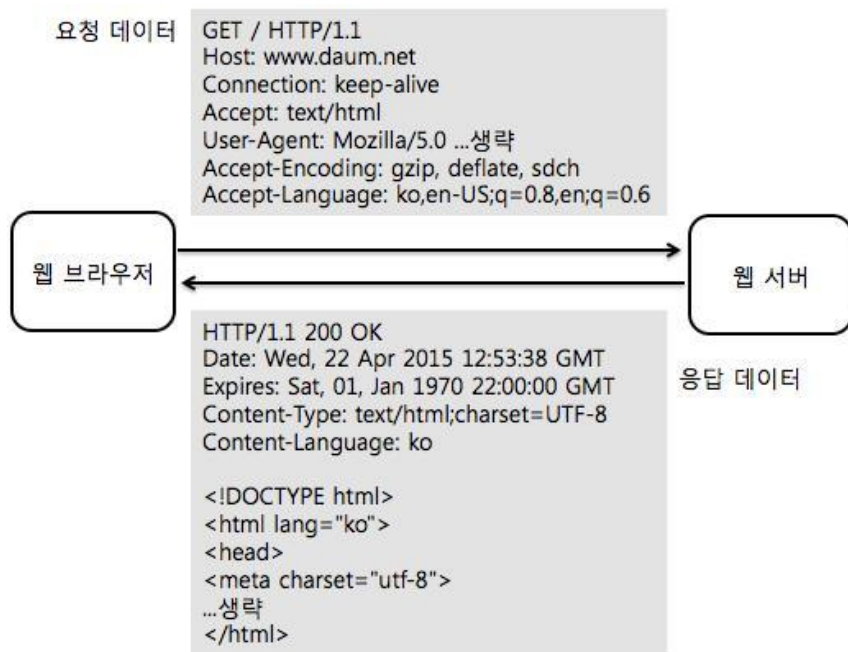 요청 데이터
GET / HTTP/1.1
Host: www.daum.net
Connection: keep-alive
Accept: text/html
User-Agent: Mozilla/5.0 ...생략
Accept-Encoding: gzip, deflate, sdch
Accept-Language: ko,en-US;q=0.8,en;q=0.6
웹 브라우저
웹 서버
HTTP/1.1 200 OK
Date: Wed, 22 Apr 2015 12:53:38 GMT
Expires: Sat, 01, Jan 1970 22:00:00 GMT
Content-Type: text/html;charset=UTF-8
Content-Language: ko
응답 데이터
<!DOCTYPE html>
<html lang="ko">
<head>
<meta charset="utf-8">
...생략
</html>